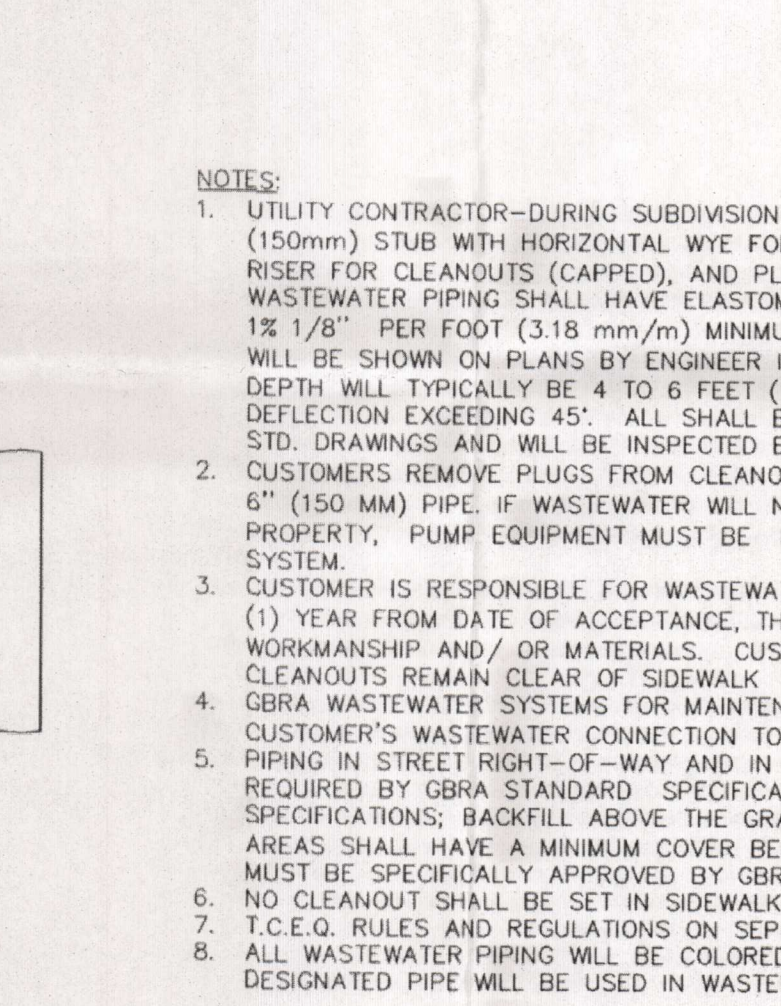 NOTES:
1. UTILITY CONTRACTOR-DURING SUBDIVISION
(150mm) STUB WITH HORIZONTAL WYE FO
RISER FOR CLEANOUTS (CAPPED), AND PL
WASTEWATER PIPING SHALL HAVE ELASTOM
1% 1/8" PER FOOT (3.18 mm/m) MINIMU
WILL BE SHOWN ON PLANS BY ENGINEER
DEPTH WILL TYPICALLY BE 4 TO 6 FEET (
DEFLECTION EXCEEDING 45°. ALL SHALL
STD. DRAWINGS AND WILL BE INSPECTED
2. CUSTOMERS REMOVE PLUGS FROM CLEANO
6" (150 MM) PIPE. IF WASTEWATER WILL N
PROPERTY, PUMP EQUIPMENT MUST BE
SYSTEM.
3. CUSTOMER IS RESPONSIBLE FOR WASTEWA
(1) YEAR FROM DATE OF ACCEPTANCE, TH
WORKMANSHIP AND/ OR MATERIALS. CUS
CLEANOUTS REMAIN CLEAR OF SIDEWALK
4. GBRA WASTEWATER SYSTEMS FOR MAINTEN
CUSTOMER'S WASTEWATER CONNECTION TO
5. PIPING IN STREET RIGHT-OF-WAY AND IN
REQUIRED BY GBRA STANDARD SPECIFICA
SPECIFICATIONS; BACKFILL ABOVE THE GRA
AREAS SHALL HAVE A MINIMUM COVER BE
MUST BE SPECIFICALLY APPROVED BY GBR
6. NO CLEANOUT SHALL BE SET IN SIDEWALK
7. T.C.E.Q. RULES AND REGULATIONS ON SEP
8. ALL WASTEWATER PIPING WILL BE COLORED
DESIGNATED PIPE WILL BE USED IN WASTE